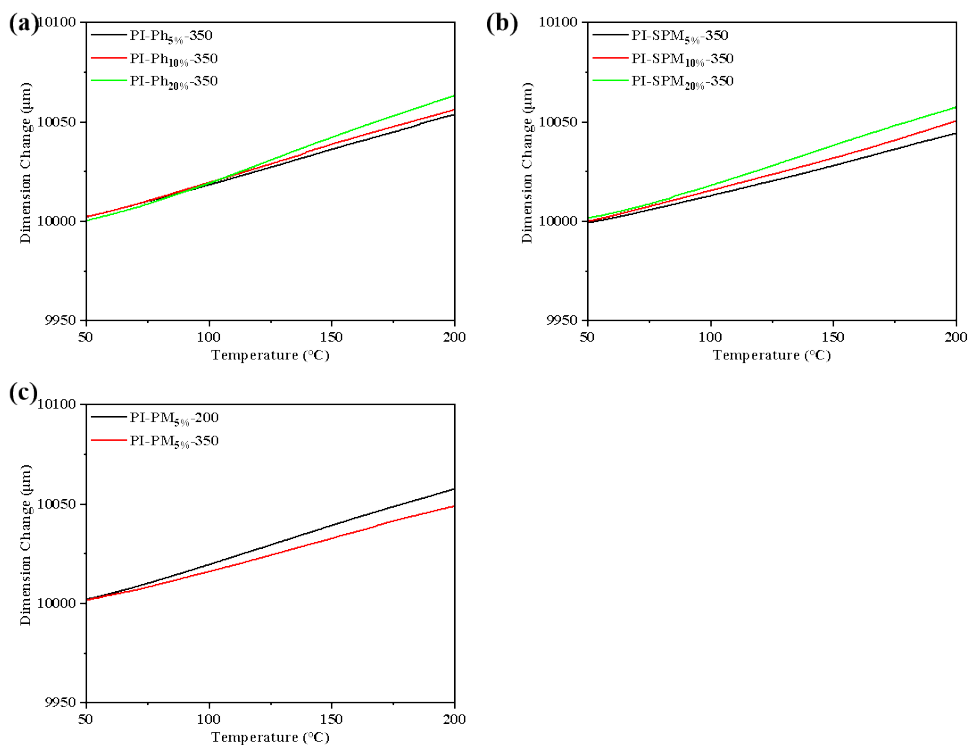 (a)
10100
10050
10000
9950
Dimension Change (μm)
PI-Ph5%-350
PI-Ph10%-350
PI-Ph20%-350
50
100
150
200
Temperature (°C)
(b)
10100
10050
10000
9950
Dimension Change (μm)
PI-SPM5%-350
PI-SPM10%-350
PI-SPM20%-350
50
100
150
200
Temperature (°C)
(c)
10100
10050
10000
9950
Dimension Change (μm)
PI-PM5%-200
PI-PM5%-350
50
100
150
200
Temperature (°C)